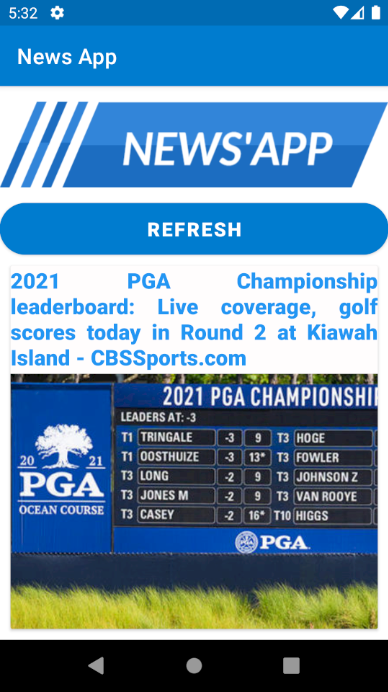 5:32
News App
NEWS'APP
REFRESH
2021 PGA Championship
leaderboard: Live coverage, golf
scores today in Round 2 at Kiawah
Island - CBSSports.com
2021 PGA CHAMPIONSHI
LEADERS AT: -3
T1 TRINGALE -3 9 T3 HOGE
T1 OOSTHUIZE -3 13* T3 FOWLER
T3 LONG -2 9 T3 JOHNSON Z
T3 JONES M -2 9 T3 VAN ROOYE
T3 CASEY -2 16* T10 HIGGS
20 21
PGA
OCEAN COURSE
PGA